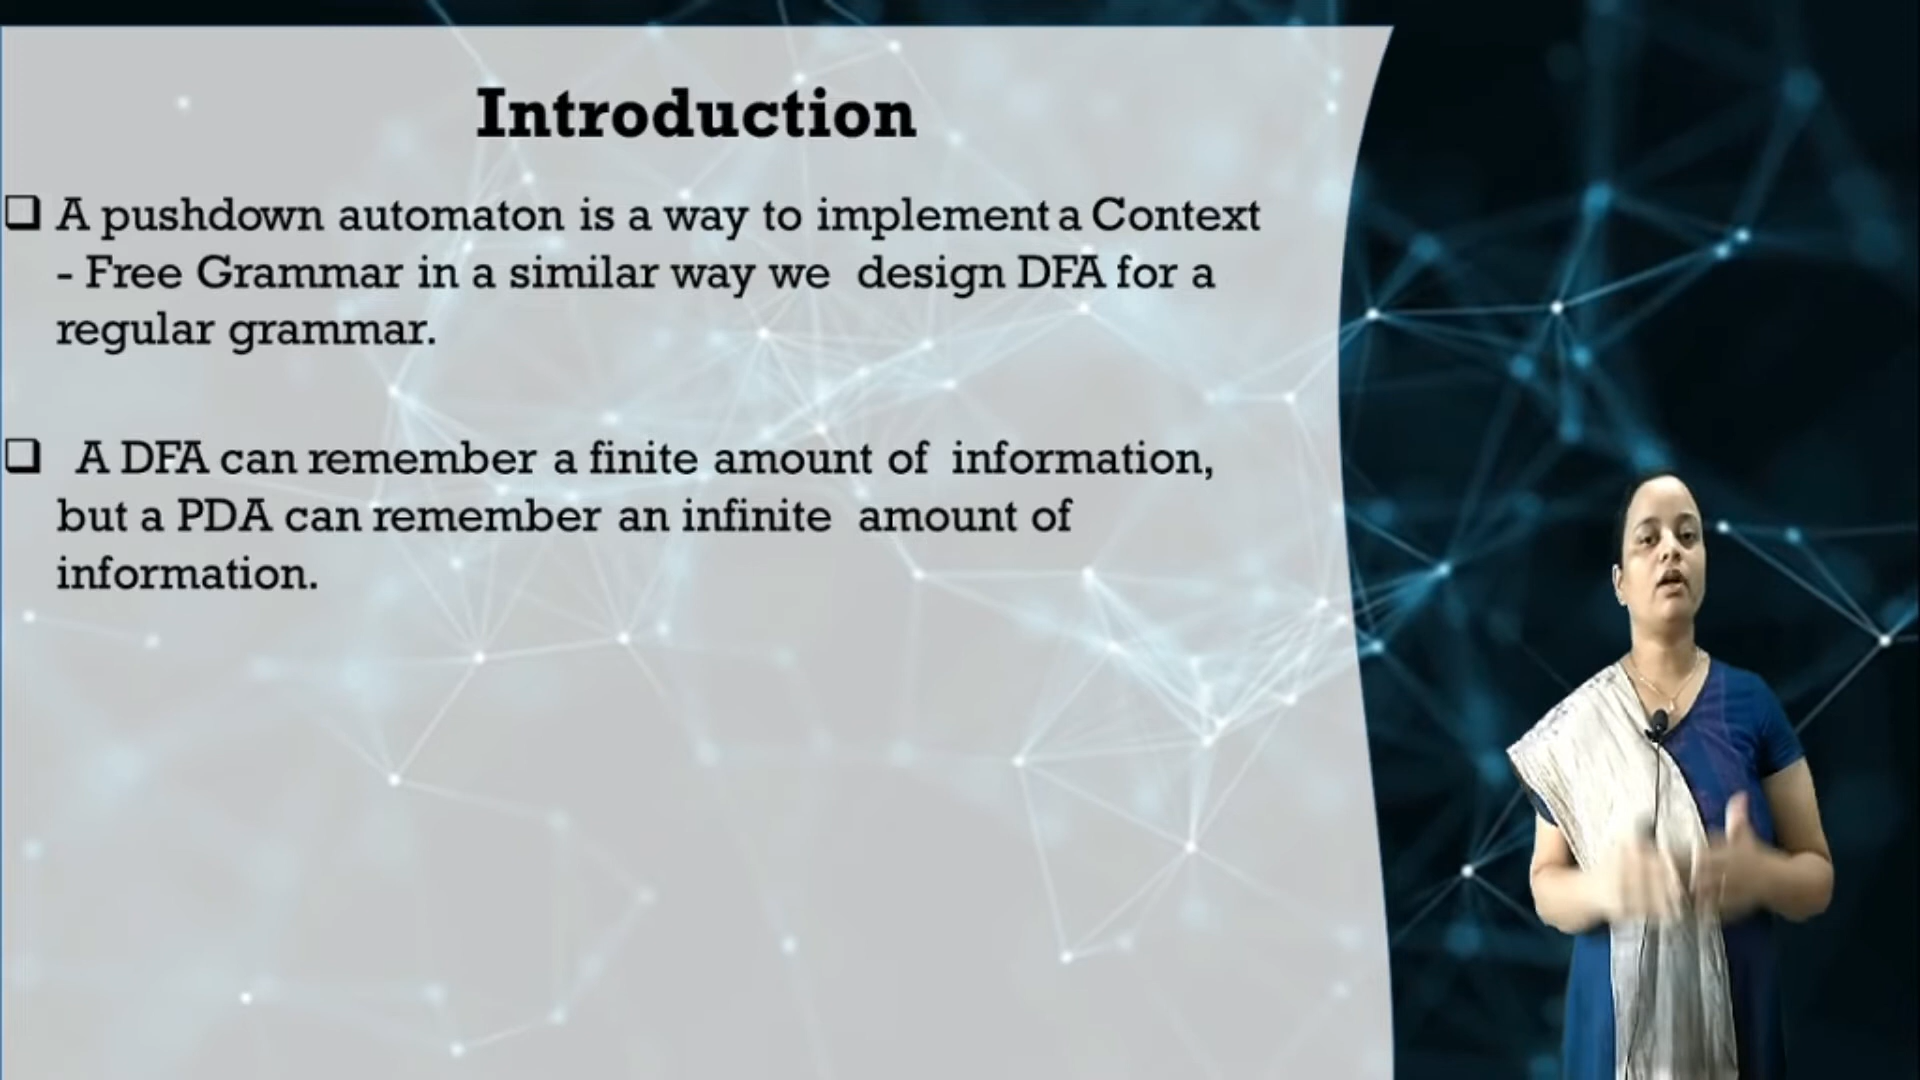 Introduction
❑ A pushdown automaton is a way to implement a Context
- Free Grammar in a similar way we design DFA for a
regular grammar.
❑ A DFA can remember a finite amount of information,
but a PDA can remember an infinite amount of
information.